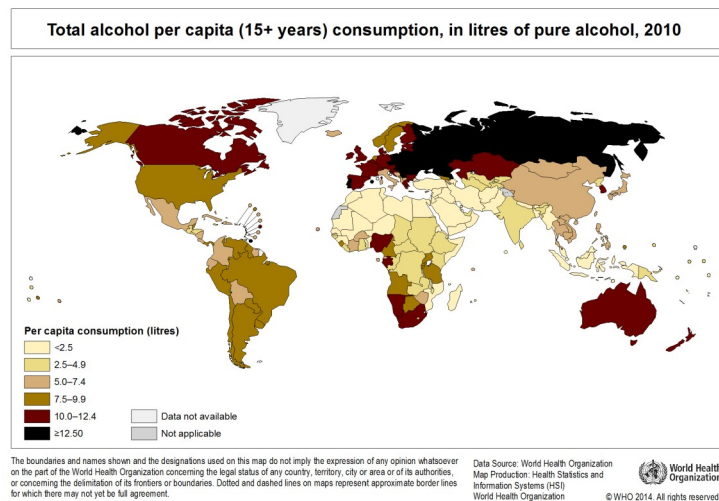 Total alcohol per capita (15+ years) consumption, in litres of pure alcohol, 2010
Per capita consumption (litres)
<2.5
2.5–4.9
5.0–7.4
7.5–9.9
10.0–12.4
≥12.50
Data not available
Not applicable
The boundaries and names shown and the designations used on this map do not imply the expression of any opinion whatsoever
on the part of the World Health Organization concerning the legal status of any country, territory, city or area or of its authorities,
or concerning the delimitation of its frontiers or boundaries. Dotted and dashed lines on maps represent approximate border lines
for which there may not yet be full agreement.
Data Source: World Health Organization
Map Production: Health Statistics and
Information Systems (HSI)
World Health Organization
World Health
Organization
© WHO 2014. All rights reserved